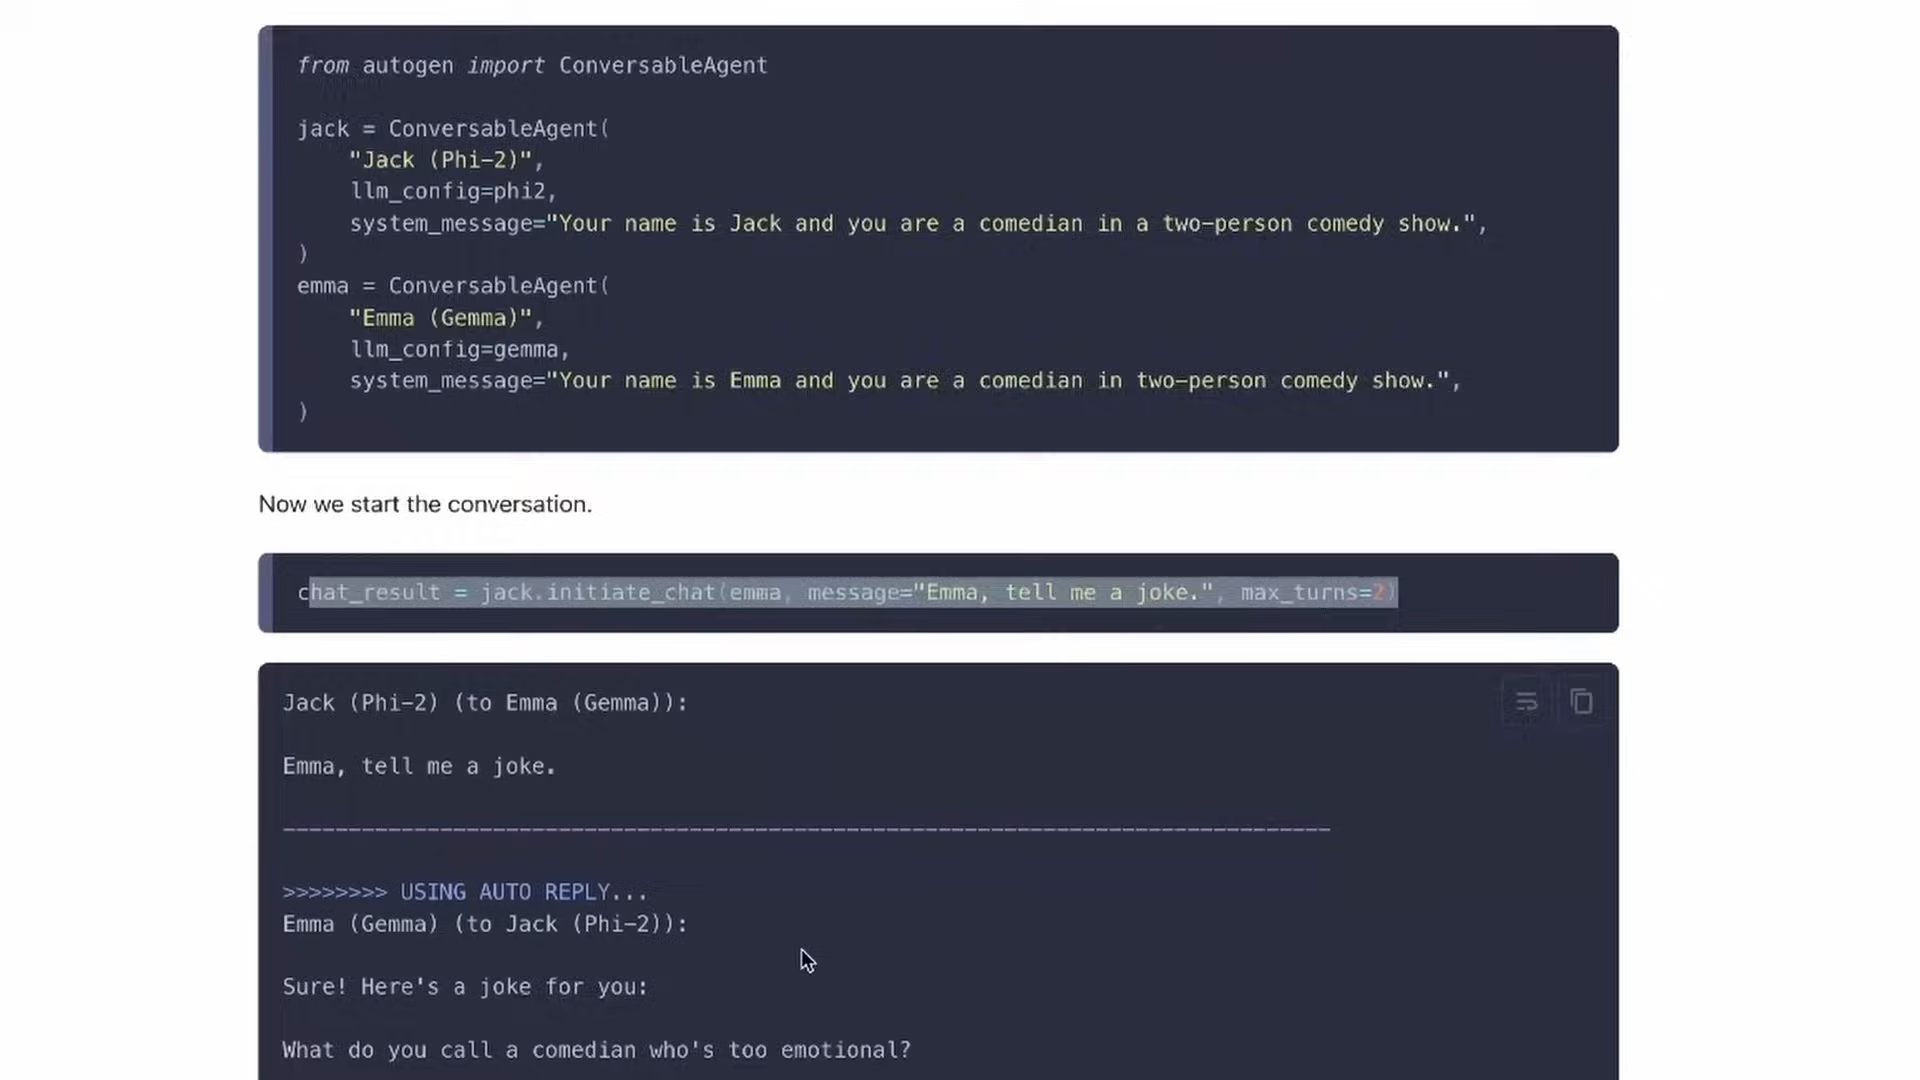 from autogen import ConversableAgent
jack = ConversableAgent(
"Jack (Phi-2)",
llm_config=phi2,
system_message="Your name is Jack and you are a comedian in a two-person comedy show.",
)
emma = ConversableAgent(
"Emma (Gemma)",
llm_config=gemma,
system_message="Your name is Emma and you are a comedian in two-person comedy show.",
)
Now we start the conversation.
chat_result = jack.initiate_chat(emma, message="Emma, tell me a joke.", max_turns=2)
Jack (Phi-2) (to Emma (Gemma)):
Emma, tell me a joke.
--------------------------------------------------------------------------------
>>>>>>>> USING AUTO REPLY...
Emma (Gemma) (to Jack (Phi-2)):
Sure! Here's a joke for you:
What do you call a comedian who's too emotional?